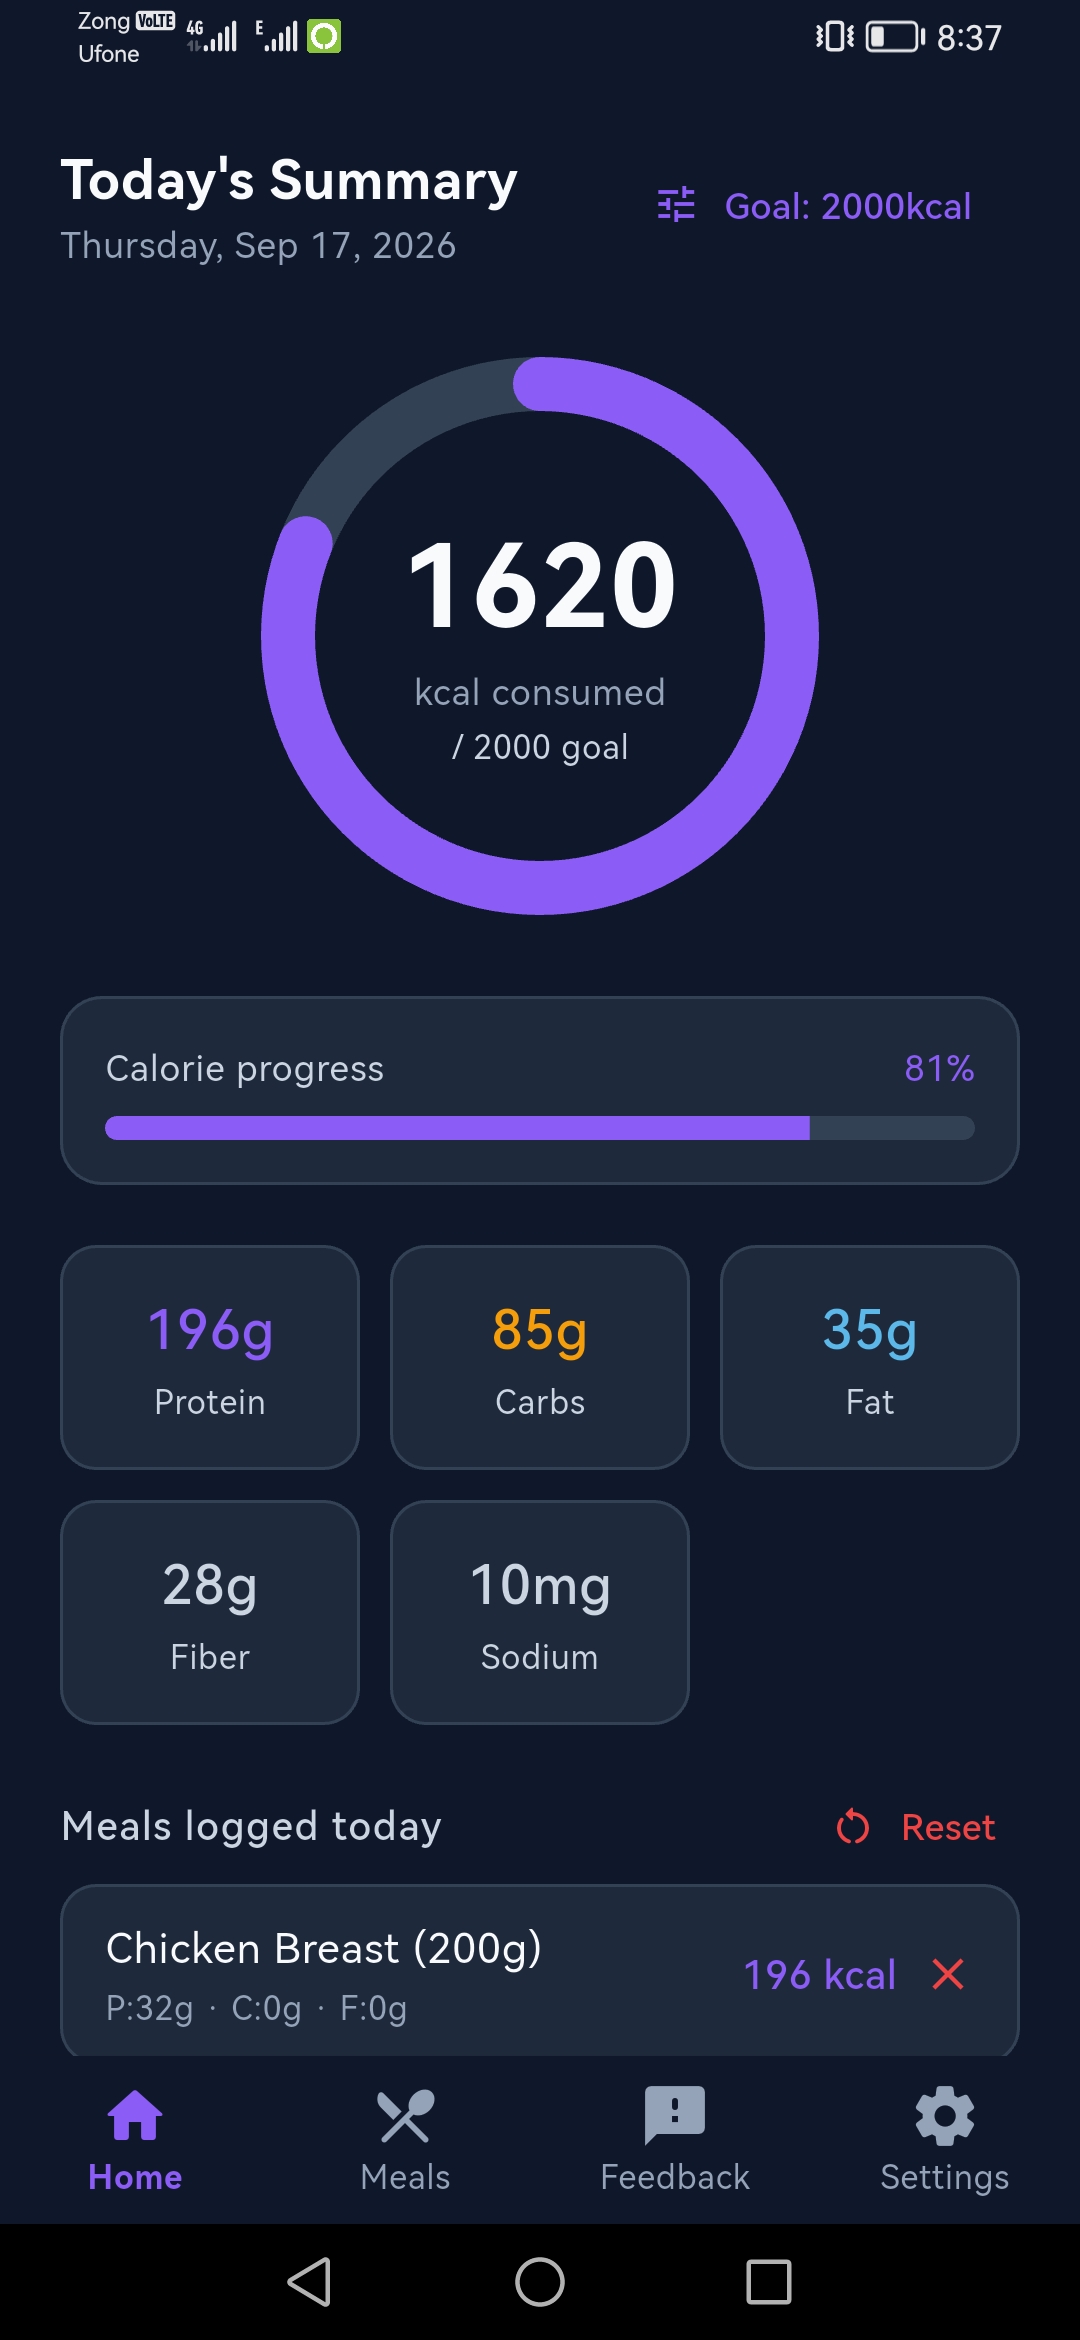 Zong VoLTE 4G E 8:37
Ufone
Today's Summary
Goal: 2000kcal
Thursday, Sep 17, 2026
1620
kcal consumed
/ 2000 goal
Calorie progress 81%
196g 85g 35g
Protein Carbs Fat
28g 10mg
Fiber Sodium
Meals logged today Reset
Chicken Breast (200g)
196 kcal
P:32g · C:0g · F:0g
Home Meals Feedback Settings